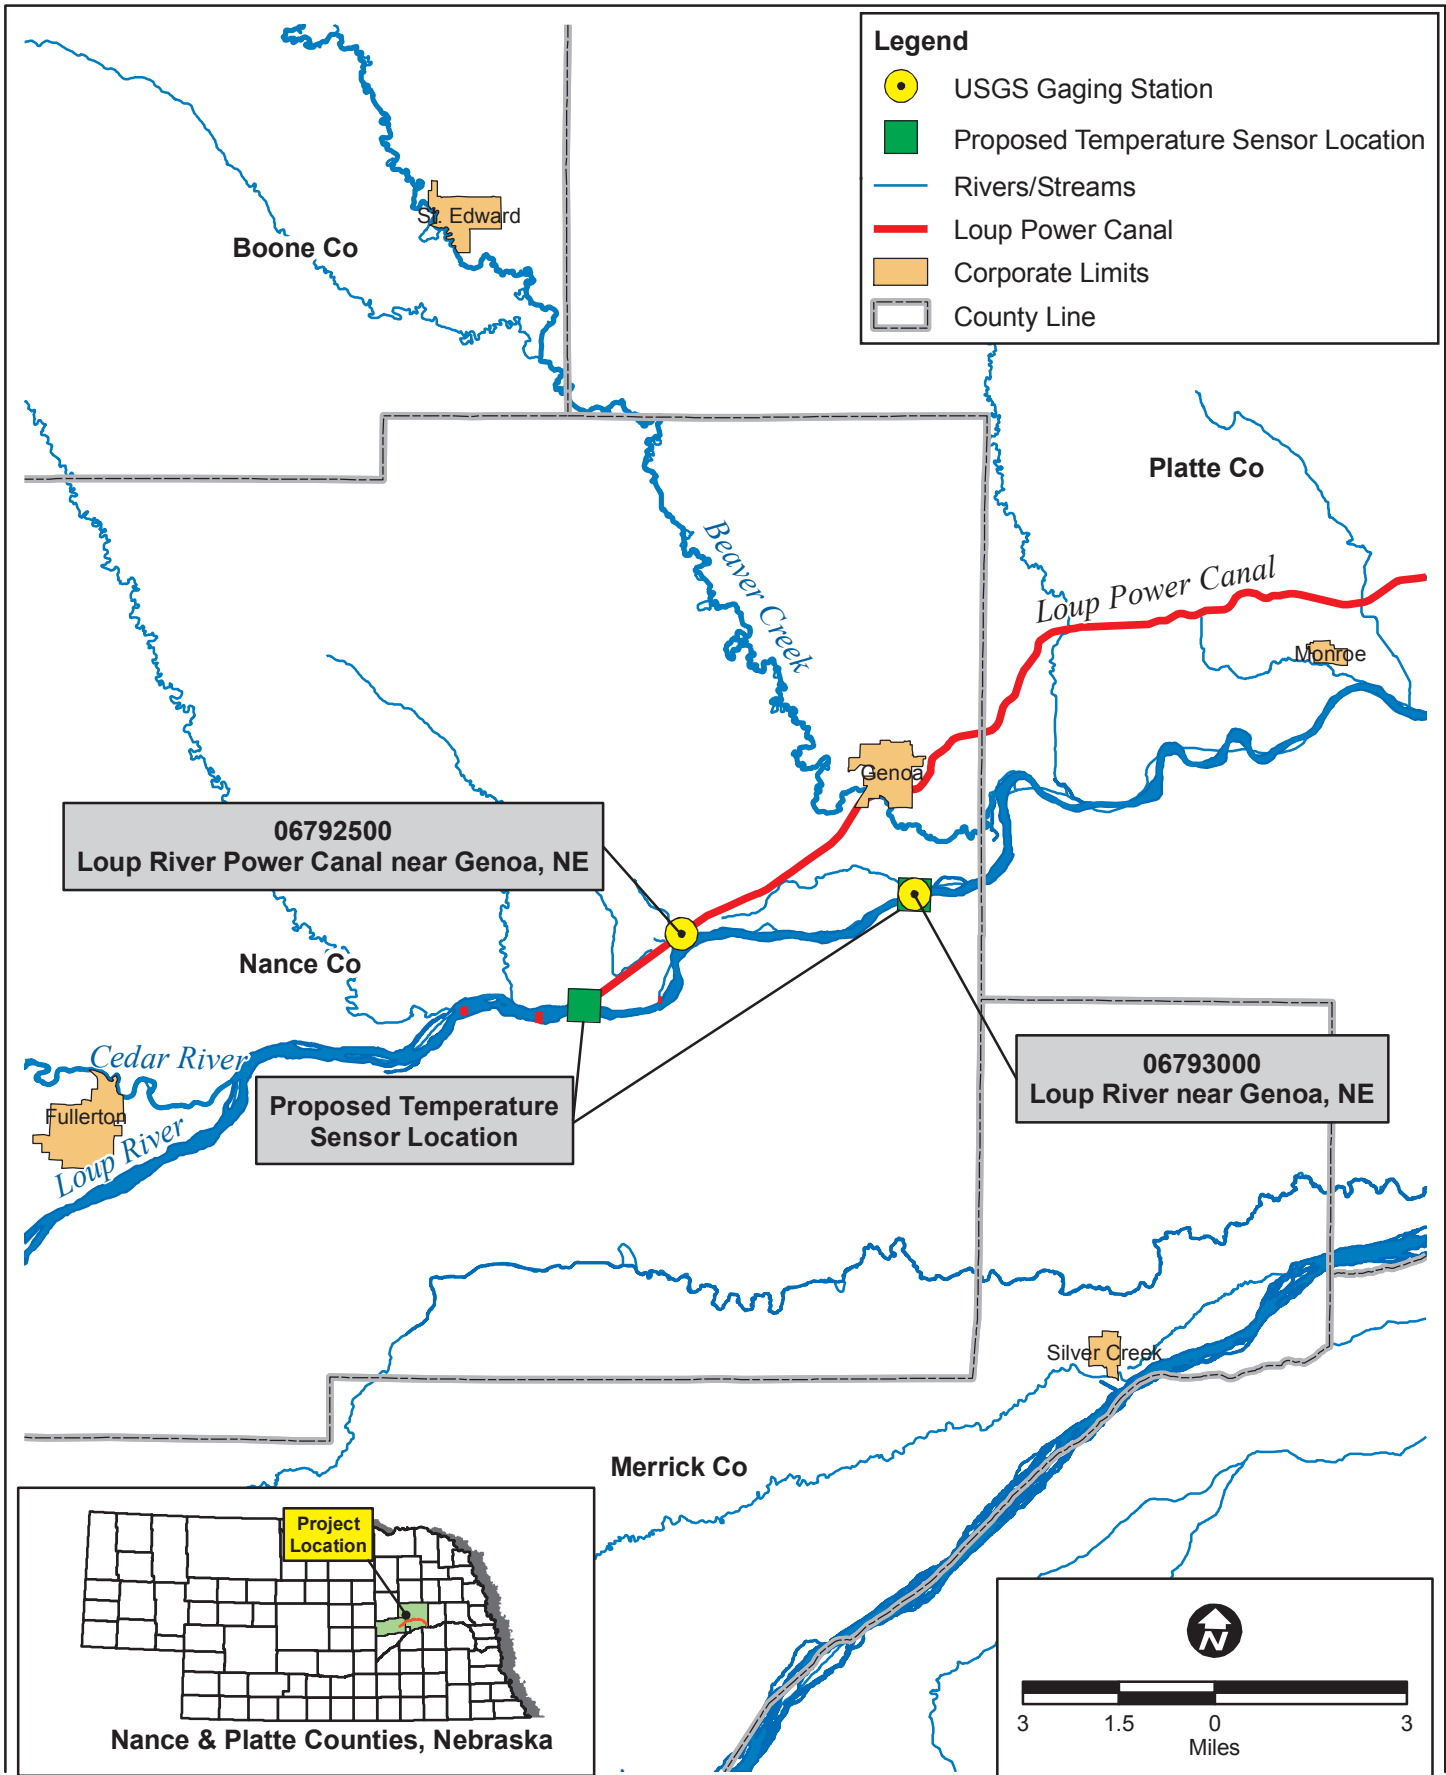 Legend
USGS Gaging Station
Proposed Temperature Sensor Location
Rivers/Streams
Loup Power Canal
Corporate Limits
County Line
St. Edward
Boone Co
Platte Co
Beaver Creek
Loup Power Canal
Monroe
Genoa
06792500
Loup River Power Canal near Genoa, NE
Nance Co
Cedar River
Fullerton
Loup River
Proposed Temperature
Sensor Location
06793000
Loup River near Genoa, NE
Silver Creek
Merrick Co
Project
Location
Nance & Platte Counties, Nebraska
N
3 1.5 0 3
Miles